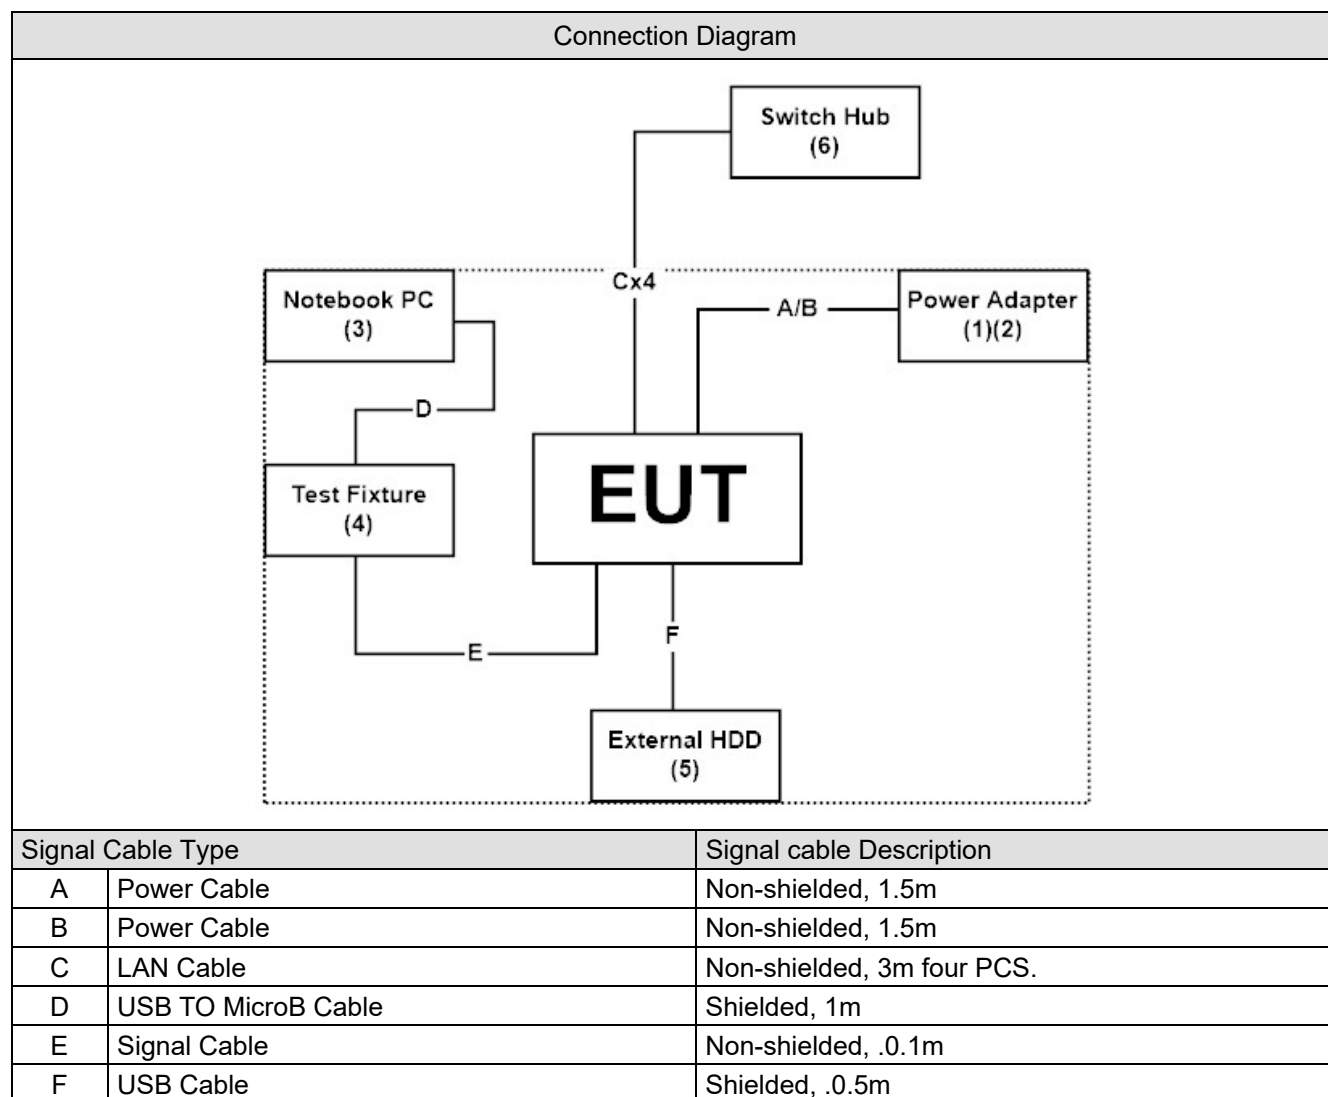 Connection Diagram
Switch Hub
(6)
Cx4
Notebook PC
(3)
A/B
Power Adapter
(1)(2)
D
Test Fixture
(4)
EUT
E
F
External HDD
(5)
Signal Cable Type Signal cable Description
A Power Cable Non-shielded, 1.5m
B Power Cable Non-shielded, 1.5m
C LAN Cable Non-shielded, 3m four PCS.
D USB TO MicroB Cable Shielded, 1m
E Signal Cable Non-shielded, .0.1m
F USB Cable Shielded, .0.5m